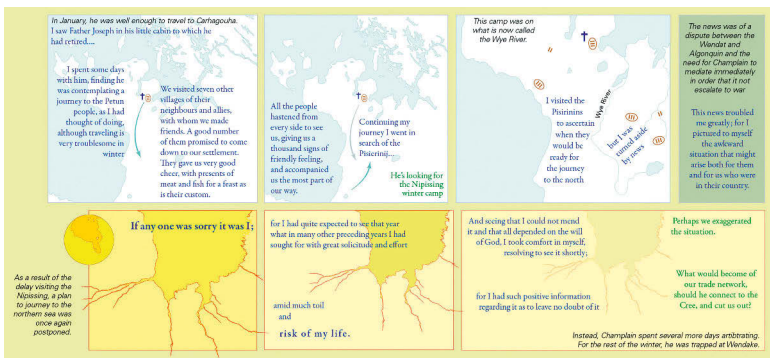 In January, he was well enough to travel to Carhagouha.
I saw Father Joseph in his little cabin to which he
had retired....
I spent some days
with him, finding he
was contemplating a
journey to the Petun
people, as I had
thought of doing,
although traveling is
very troublesome in
winter
We visited seven other
villages of their
neighbours and allies,
with whom we made
friends. A good number
of them promised to come
down to our settlement.
They gave us very good
cheer, with presents of
meat and fish for a feast as
is their custom.
All the people
hastened from
every side to see
us, giving us a
thousand signs of
friendly feeling,
and accompanied
us the most part of
our way.
Continuing my
journey I went in
search of the
Pisierinij...
He's looking for
the Nipissing
winter camp
This camp was on
what is now called
the Wye River.
I visited the
Pisirinins
to ascertain
when they
would be
ready for
the journey
to the north
Wye River
but I was
turned aside
by news
The news was of a
dispute between the
Wendat and
Algonquin and the
need for Champlain to
mediate immediately
in order that it not
escalate to war
This news troubled
me greatly; for I
pictured to myself
the awkward
situation that might
arise both for them
and for us who were
in their country.
As a result of the
delay visiting the
Nipissing, a plan
to journey to the
northern sea was
once again
postponed.
If any one was sorry it was I;
for I had quite expected to see that year
what in many other preceding years I had
sought for with great solicitude and effort
amid much toil
and
risk of my life.
And seeing that I could not mend
it and that all depended on the will
of God, I took comfort in myself,
resolving to see it shortly;
for I had such positive information
regarding it as to leave no doubt of it
Perhaps we exaggerated
the situation.
What would become of
our trade network,
should he connect to the
Cree, and cut us out?
Instead, Champlain spent several more days artibtrating.
For the rest of the winter, he was trapped at Wendake.